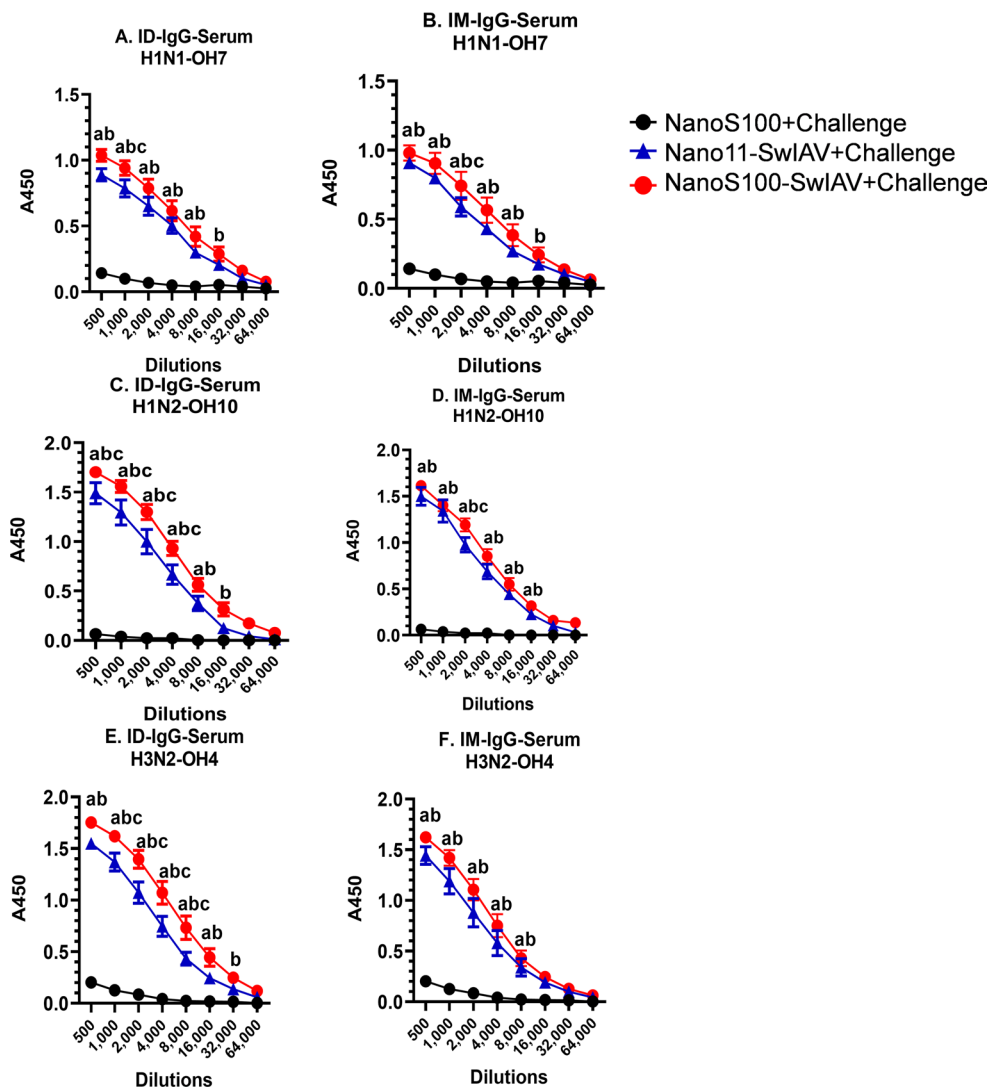 A. ID-IgG-Serum
H1N1-OH7
A450
1.5
1.0
0.5
0.0
ab
abc
ab
ab
ab
b
500
1,000
2,000
4,000
8,000
16,000
32,000
64,000
Dilutions
B. IM-IgG-Serum
H1N1-OH7
A450
1.5
1.0
0.5
0.0
ab
ab
abc
ab
ab
b
500
1,000
2,000
4,000
8,000
16,000
32,000
64,000
Dilutions
NanoS100+Challenge
Nano11-SwIAV+Challenge
NanoS100-SwIAV+Challenge
C. ID-IgG-Serum
H1N2-OH10
A450
2.0
1.5
1.0
0.5
0.0
abc
abc
abc
abc
ab
b
500
1,000
2,000
4,000
8,000
16,000
32,000
64,000
Dilutions
D. IM-IgG-Serum
H1N2-OH10
A450
2.0
1.5
1.0
0.5
0.0
ab
ab
abc
ab
ab
ab
500
1,000
2,000
4,000
8,000
16,000
32,000
64,000
Dilutions
E. ID-IgG-Serum
H3N2-OH4
A450
2.0
1.5
1.0
0.5
0.0
ab
abc
abc
abc
abc
ab
b
500
1,000
2,000
4,000
8,000
16,000
32,000
64,000
Dilutions
F. IM-IgG-Serum
H3N2-OH4
A450
2.0
1.5
1.0
0.5
0.0
ab
ab
ab
ab
ab
500
1,000
2,000
4,000
8,000
16,000
32,000
64,000
Dilutions